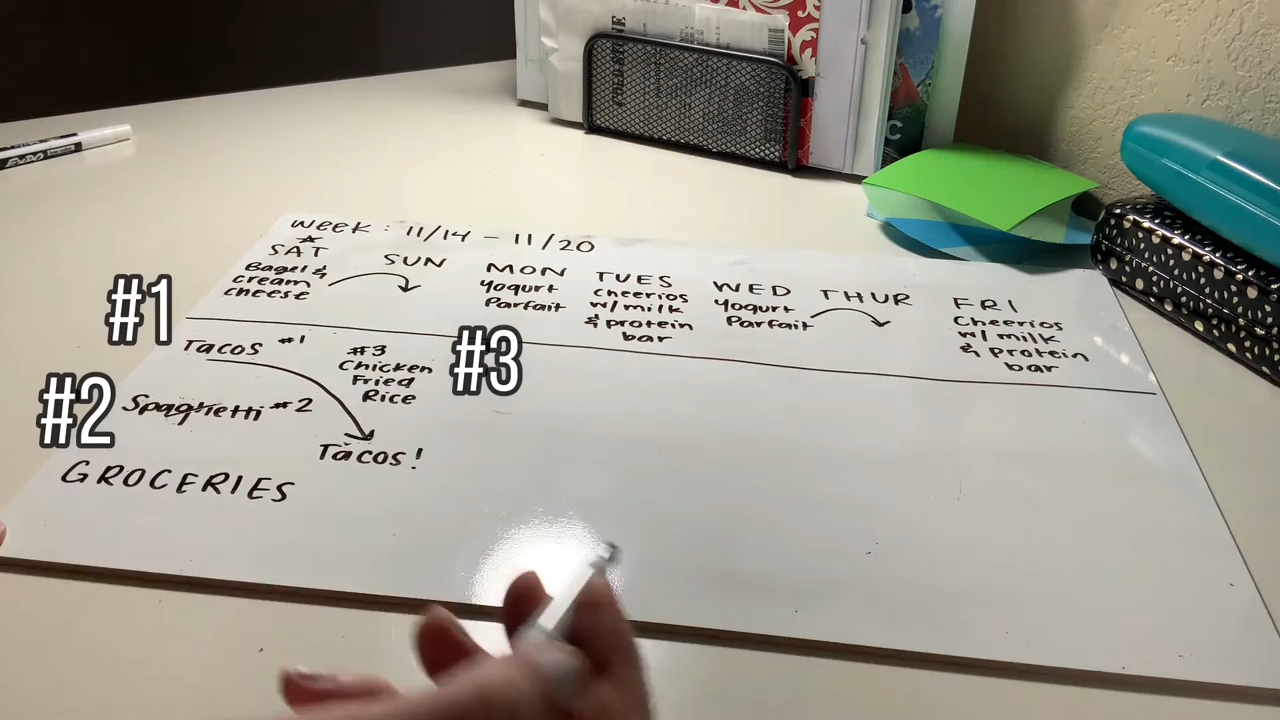 EXPO
C
Week : 11/14 - 11/20
SAT
Bagel &
cream
cheese
SUN
MON
Yogurt
Parfait
TUES
Cheerios
w/ milk
& protein
bar
WED
Yogurt
Parfait
THUR
FRI
Cheerios
w/ milk
& protein
bar
#1
Tacos #1
#3
Chicken
Fried
Rice
#3
#2
Spaghetti #2
Tacos!
GROCERIES